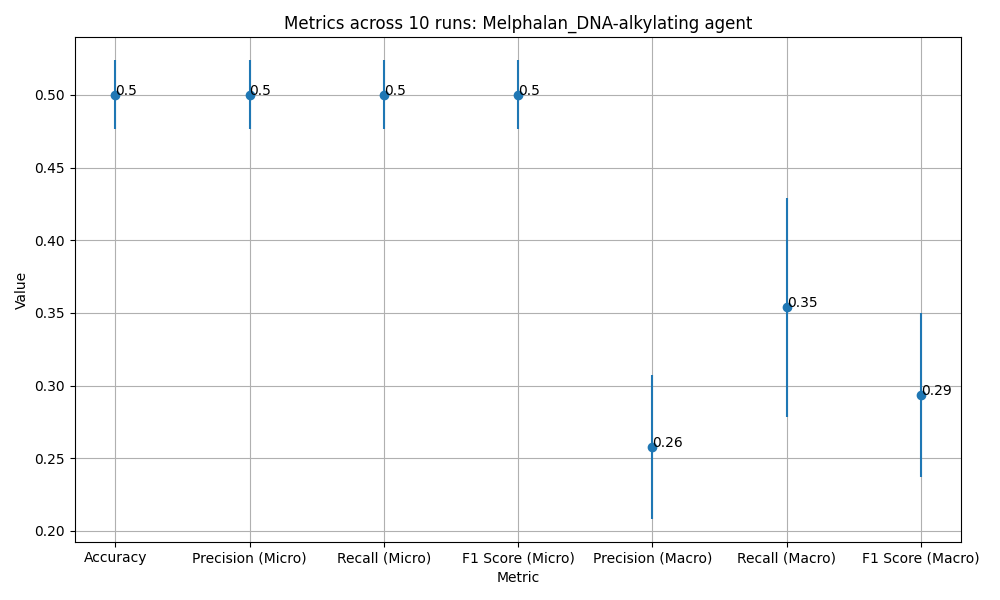 Metrics across 10 runs: Melphalan_DNA-alkylating agent
Value
0.50
0.45
0.40
0.35
0.30
0.25
0.20
0.5
0.5
0.5
0.5
0.26
0.35
0.29
Accuracy
Precision (Micro)
Recall (Micro)
F1 Score (Micro)
Precision (Macro)
Recall (Macro)
F1 Score (Macro)
Metric